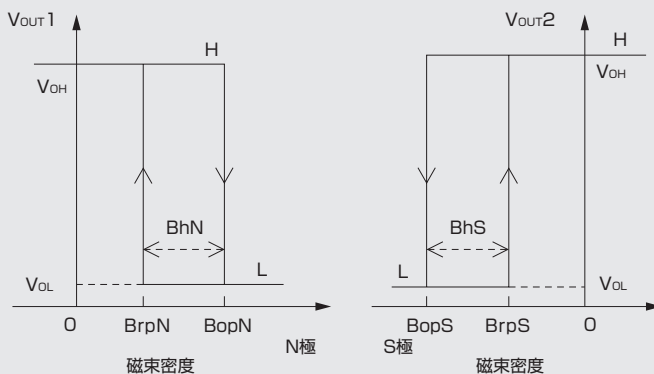 VOUT1
H
VOH
BhN
L
VOL
O
BrpN
BopN
N極
磁束密度
VOUT2
H
VOH
BhS
L
VOL
BopS
BrpS
O
S極
磁束密度